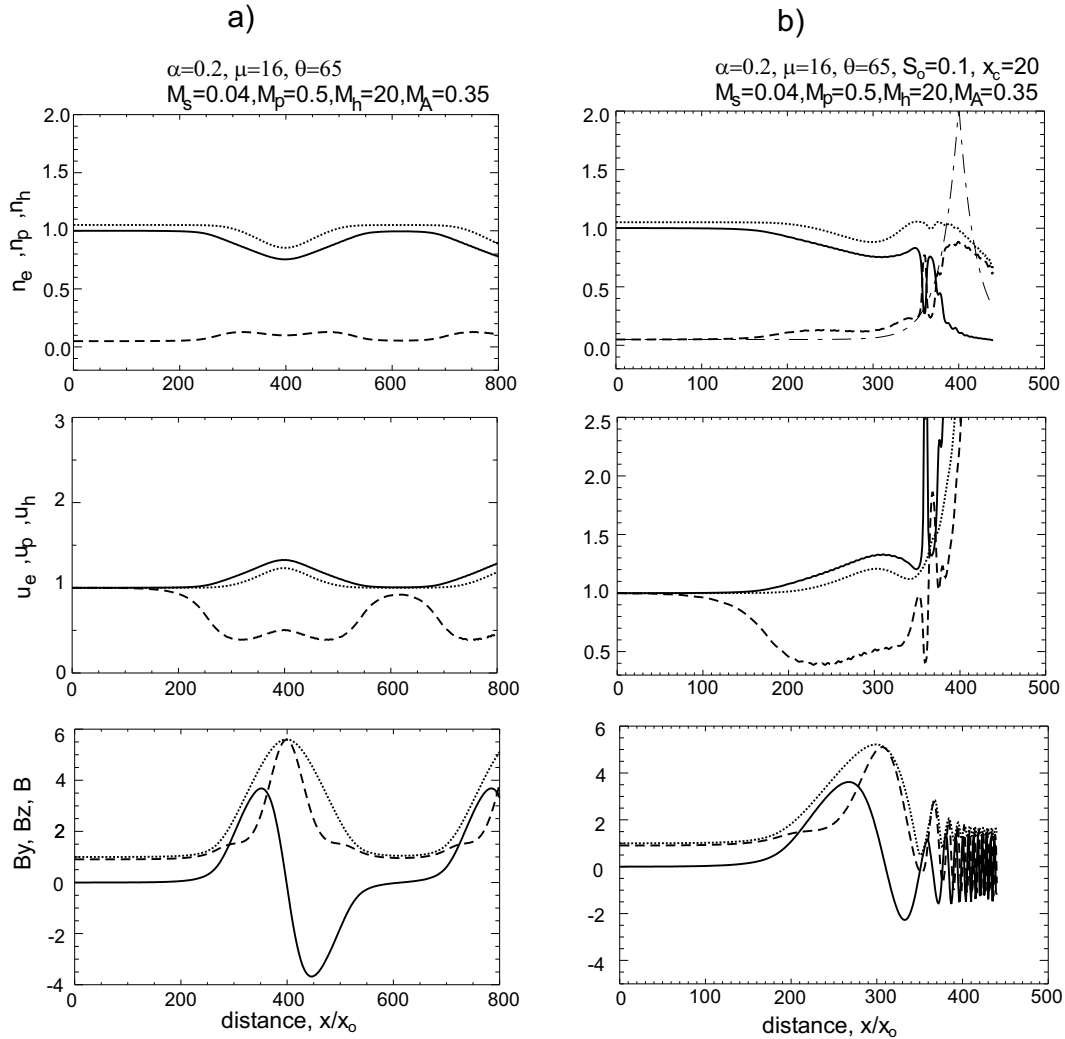 a)
α=0.2, μ=16, θ=65
M_s=0.04,M_p=0.5,M_h=20,M_A=0.35
n_e, n_p, n_h
2.0
1.5
1.0
0.5
0.0
0 200 400 600 800
u_e, u_p, u_h
3
2
1
0
0 200 400 600 800
By, Bz, B
6
4
2
0
-2
-4
0 200 400 600 800
distance, x/x_o
b)
α=0.2, μ=16, θ=65, S_o=0.1, x_c=20
M_s=0.04,M_p=0.5,M_h=20,M_A=0.35
2.0
1.5
1.0
0.5
0.0
0 100 200 300 400 500
2.5
2.0
1.5
1.0
0.5
0 100 200 300 400 500
6
4
2
0
-2
-4
0 100 200 300 400 500
distance, x/x_o